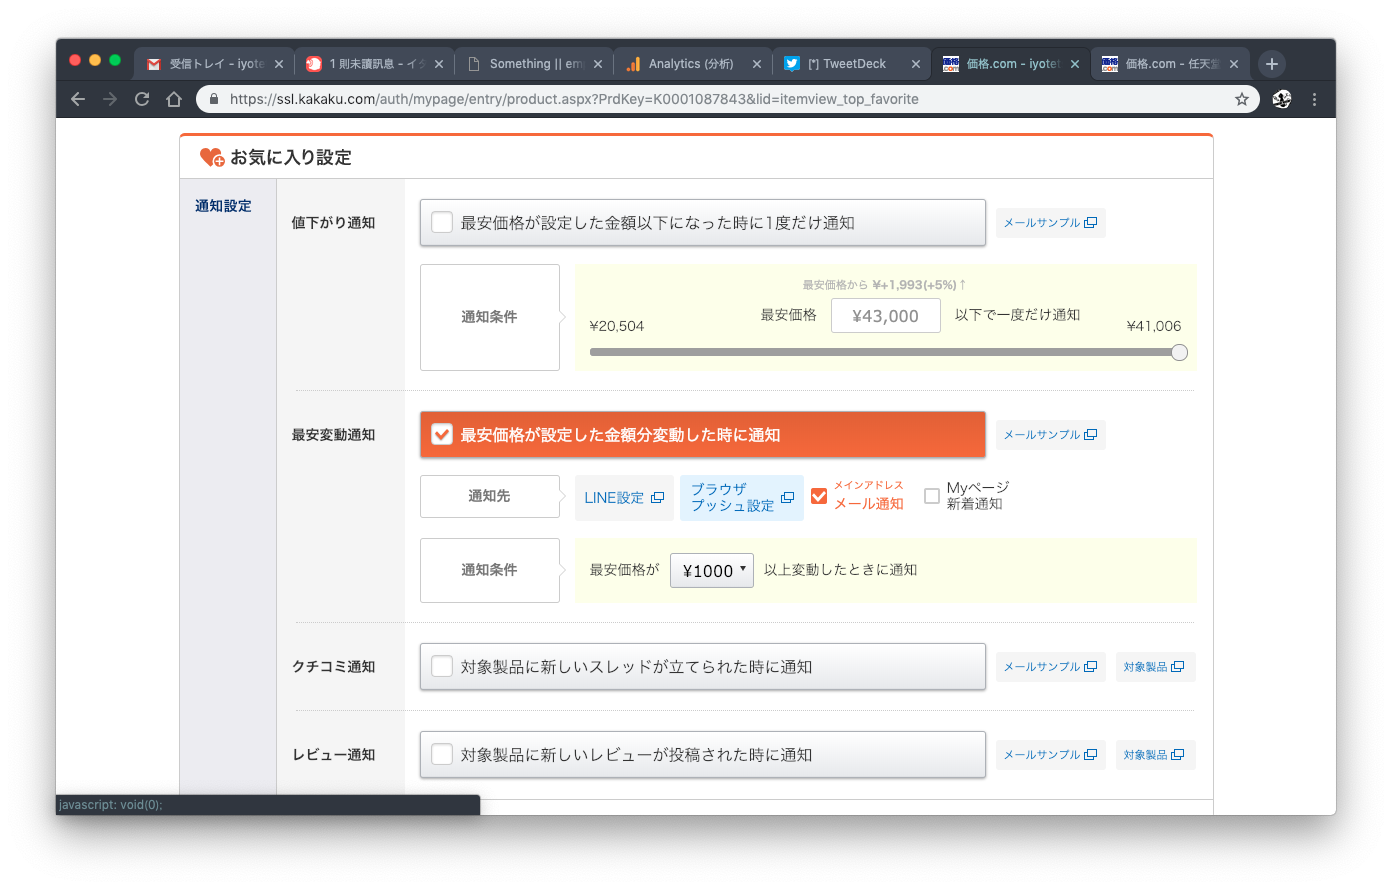 受信トレイ - iyote
1 則未讀訊息 - イク
Something || em
Analytics (分析)
[*] TweetDeck
価格.com - iyotet
価格.com - 任天堂
https://ssl.kakaku.com/auth/mypage/entry/product.aspx?PrdKey=K0001087843&lid=itemview_top_favorite
お気に入り設定
通知設定
値下がり通知
最安価格が設定した金額以下になった時に1度だけ通知
メールサンプル
通知条件
最安価格から ¥+1,993(+5%)↑
最安価格 ¥43,000 以下で一度だけ通知
¥20,504
¥41,006
最安変動通知
最安価格が設定した金額分変動した時に通知
メールサンプル
通知先
LINE設定
ブラウザ
プッシュ設定
メインアドレス
メール通知
Myページ
新着通知
通知条件
最安価格が ¥1000 以上変動したときに通知
クチコミ通知
対象製品に新しいスレッドが立てられた時に通知
メールサンプル
対象製品
レビュー通知
対象製品に新しいレビューが投稿された時に通知
メールサンプル
対象製品
javascript: void(0);